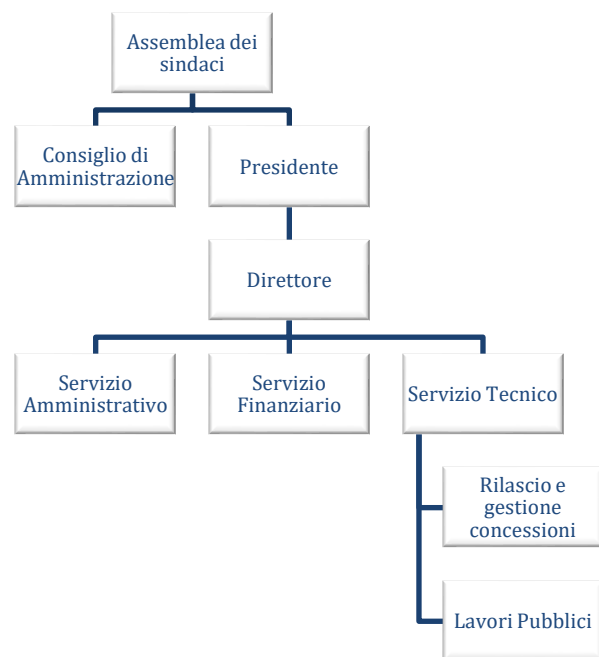 Assemblea dei
sindaci
Consiglio di
Amministrazione
Presidente
Direttore
Servizio
Amministrativo
Servizio
Finanziario
Servizio Tecnico
Rilascio e
gestione
concessioni
Lavori Pubblici